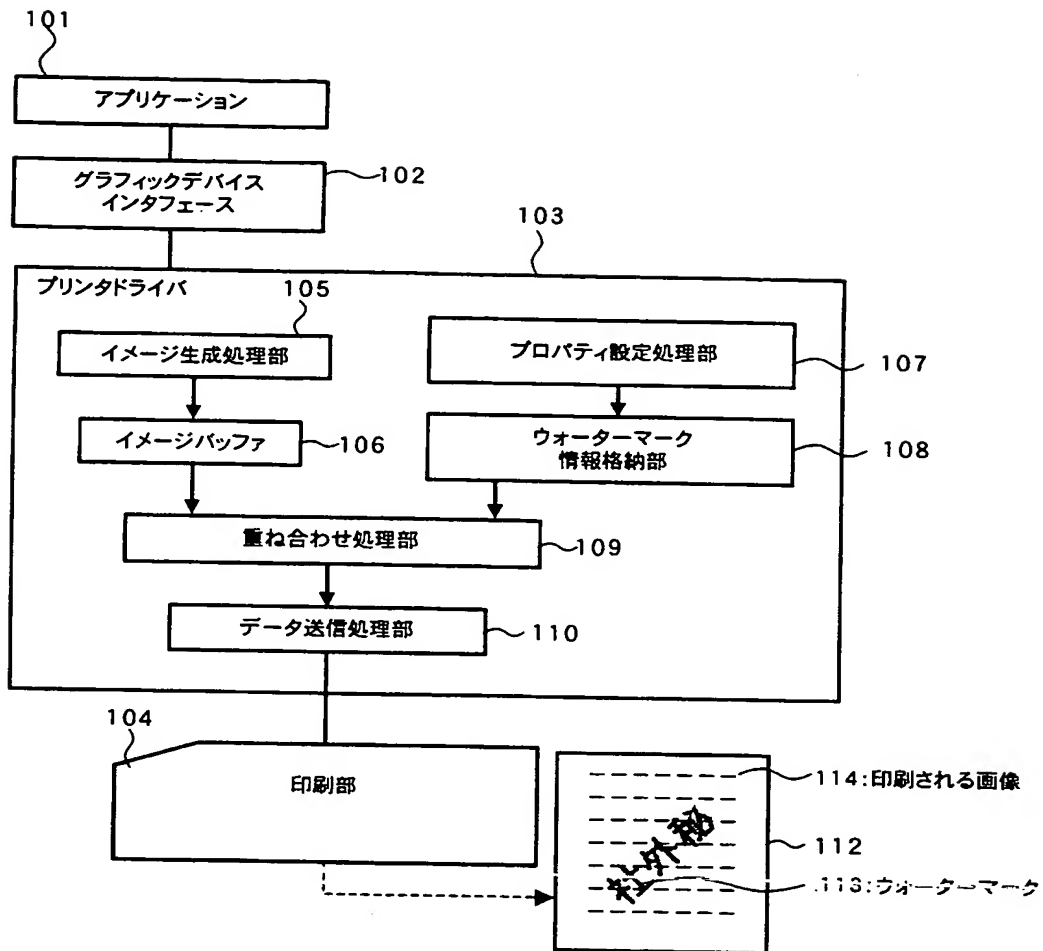 101
アプリケーション
グラフィックデバイス
インタフェース
102
103
プリンタドライバ
105
イメージ生成処理部
プロパティ設定処理部
107
イメージバッファ
106
ウォーターマーク
情報格納部
108
重ね合わせ処理部
109
データ送信処理部
110
104
印刷部
114:印刷される画像
112
113:ウォーターマーク
外秘